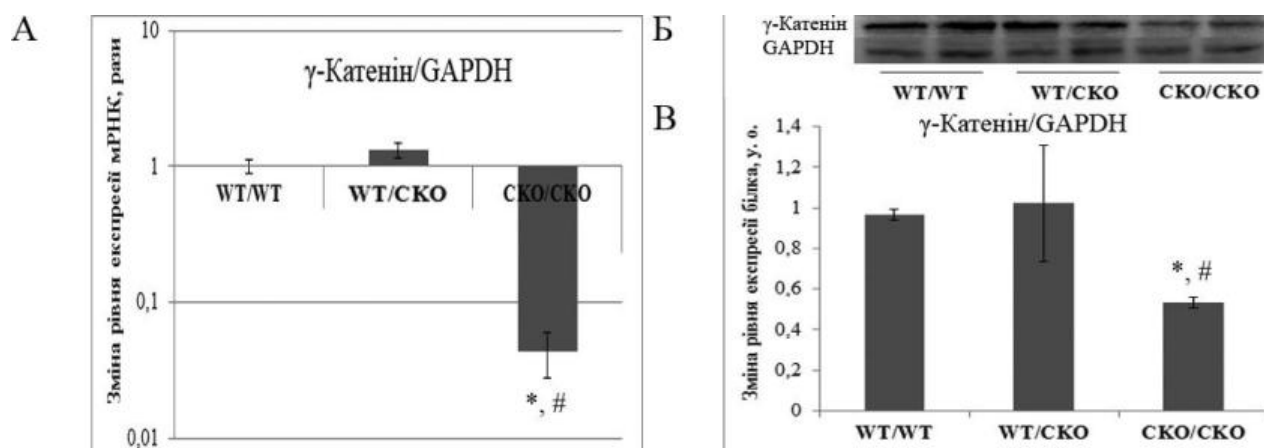 А
Зміна рівня експресії мРНК, рази
10
1
0,1
0,01
γ-Катенін/GAPDH
WT/WT
WT/CKO
CKO/CKO
*, #
Б
γ-Катенін
GAPDH
WT/WT
WT/CKO
CKO/CKO
В
Зміна рівня експресії білка, у. о.
γ-Катенін/GAPDH
1,4
1,2
1
0,8
0,6
0,4
0,2
0
*, #
WT/WT
WT/CKO
CKO/CKO